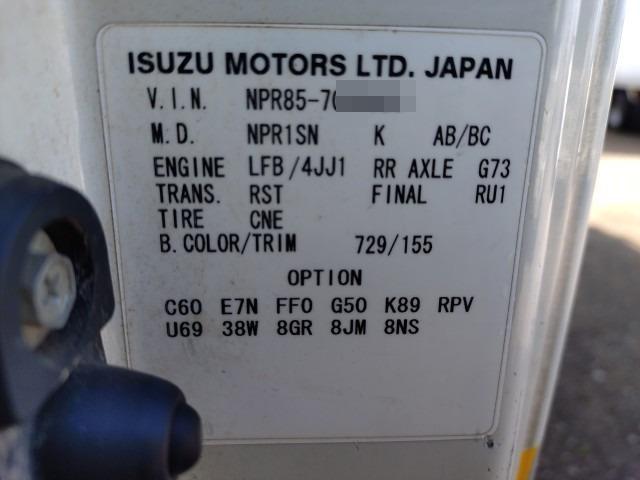 ISUZU MOTORS LTD. JAPAN
V.I.N. NPR85-70
M.D. NPR1SN K AB/BC
ENGINE LFB/4JJ1 RR AXLE G73
TRANS. RST FINAL RU1
TIRE CNE
B.COLOR/TRIM 729/155
OPTION
C60 E7N FF0 G50 K89 RPV
U69 38W 8GR 8JM 8NS